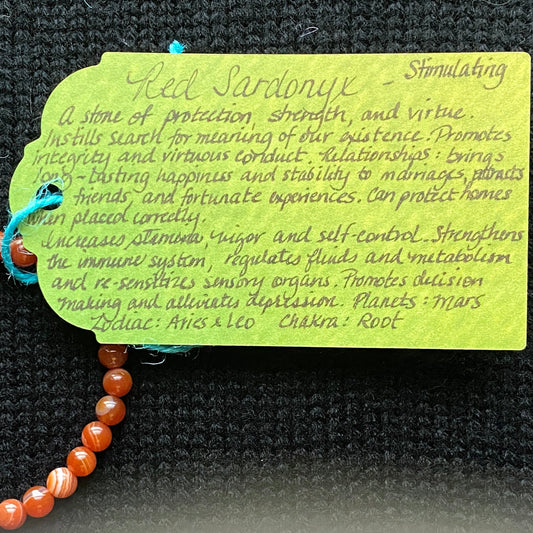 Red Sardonyx - Stimulating
A stone of protection, strength, and virtue.
Instills search for meaning of our existence. Promotes
integrity and virtuous conduct. Relationships: brings
long-lasting happiness and stability to marriages, attracts
friends, and fortunate experiences. Can protect homes
when placed correctly.
Increases stamina, vigor and self-control. Strengthens
the immune system, regulates fluids and metabolism
and re-sensitizes sensory organs. Promotes decision
making and alleviates depression. Planets: Mars
Zodiac: Aries & Leo Chakra: Root